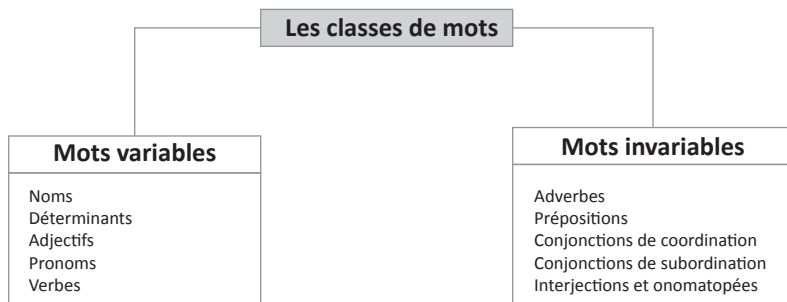 Les classes de mots
Mots variables
Noms
Déterminants
Adjectifs
Pronoms
Verbes
Mots invariables
Adverbes
Prépositions
Conjonctions de coordination
Conjonctions de subordination
Interjections et onomatopées